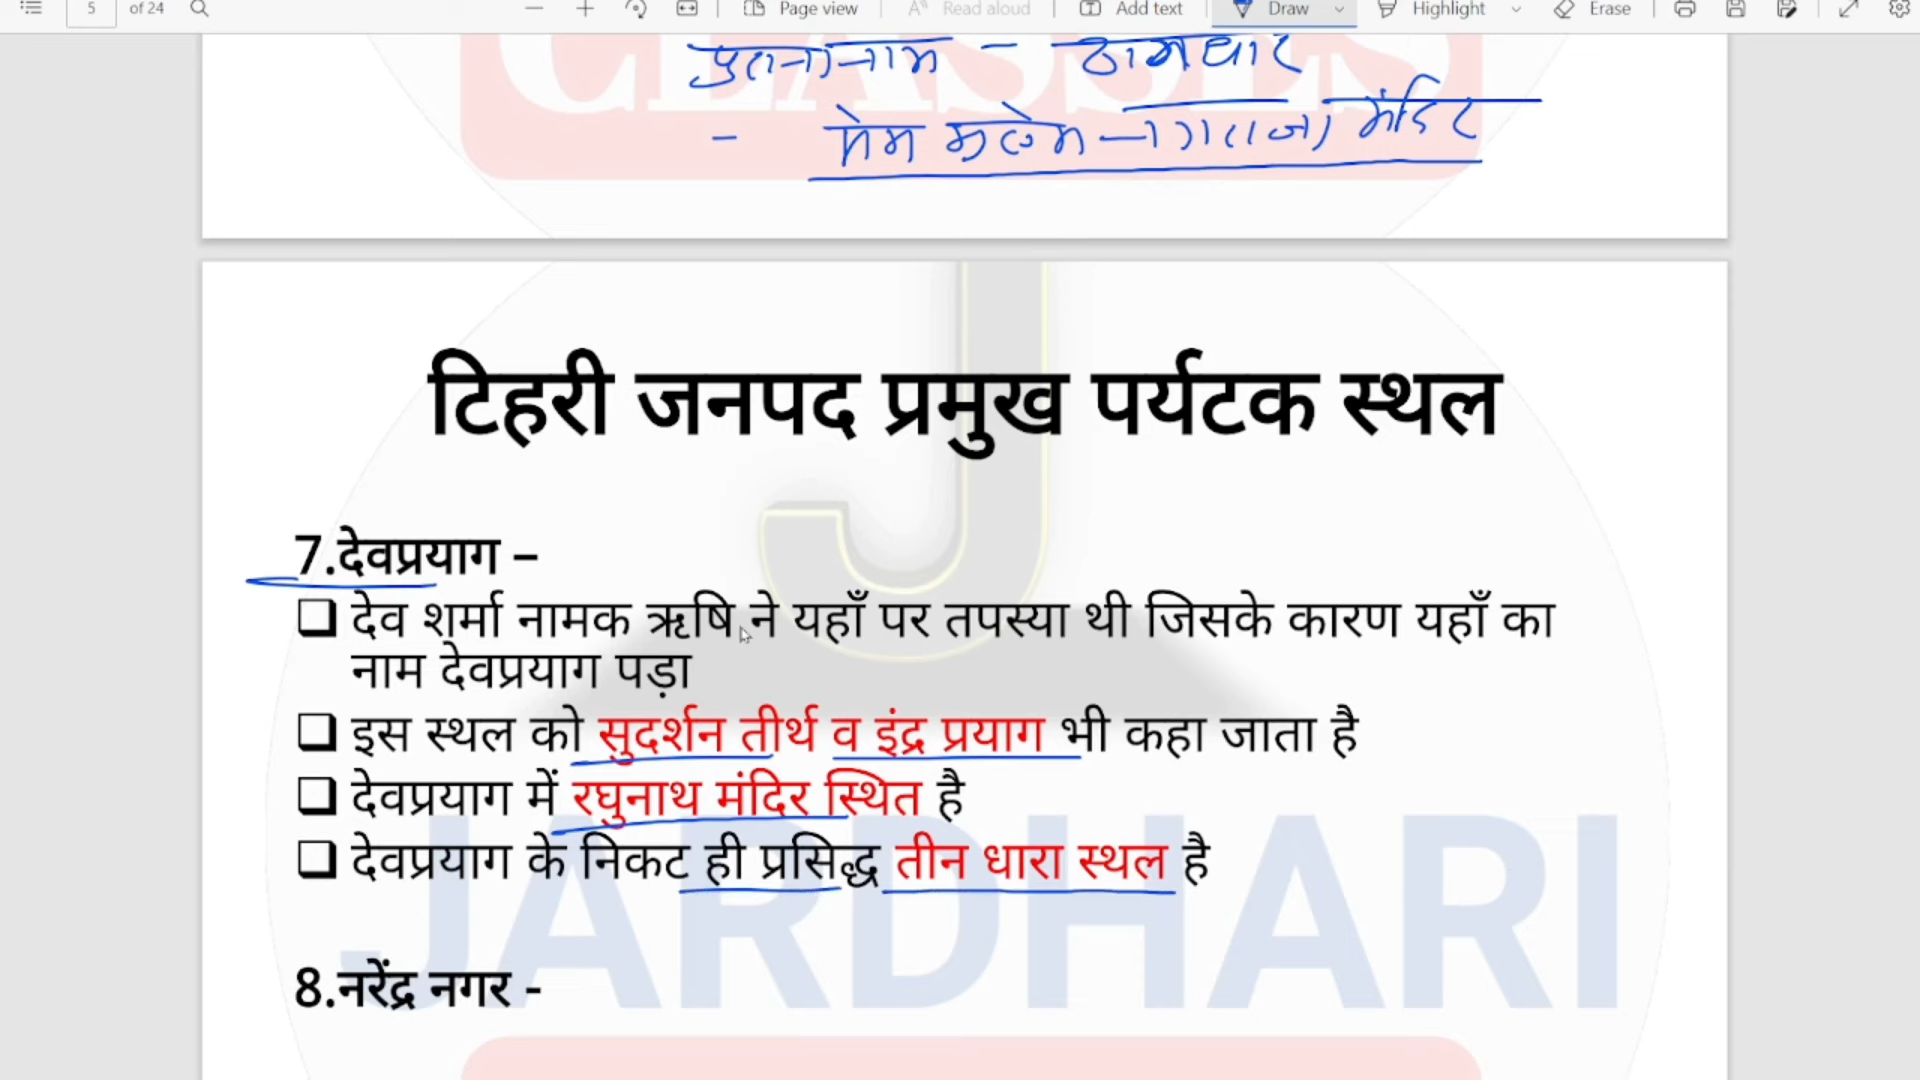 5 of 24 Page view Read aloud Add text Draw Highlight Erase
CLASSES
टिहरी जनपद प्रमुख पर्यटक स्थल
7.देवप्रयाग –
देव शर्मा नामक ऋषि ने यहाँ पर तपस्या थी जिसके कारण यहाँ का
नाम देवप्रयाग पड़ा
इस स्थल को सुदर्शन तीर्थ व इंद्र प्रयाग भी कहा जाता है
देवप्रयाग में रघुनाथ मंदिर स्थित है
देवप्रयाग के निकट ही प्रसिद्ध तीन धारा स्थल है
JARDHARI
8.नरेंद्र नगर -